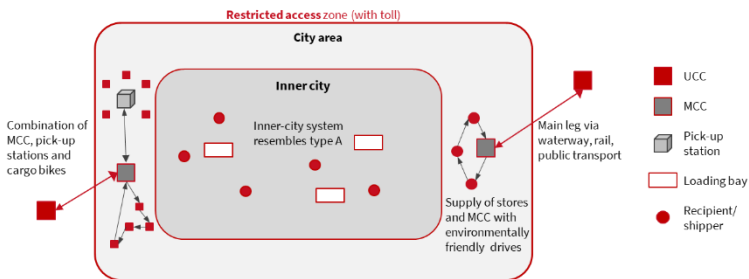 Restricted access zone (with toll)
City area
Inner city
Inner-city system
resembles type A
Combination of
MCC, pick-up
stations and
cargo bikes
Main leg via
waterway, rail,
public transport
Supply of stores
and MCC with
environmentally
friendly drives
UCC
MCC
Pick-up
station
Loading bay
Recipient/
shipper